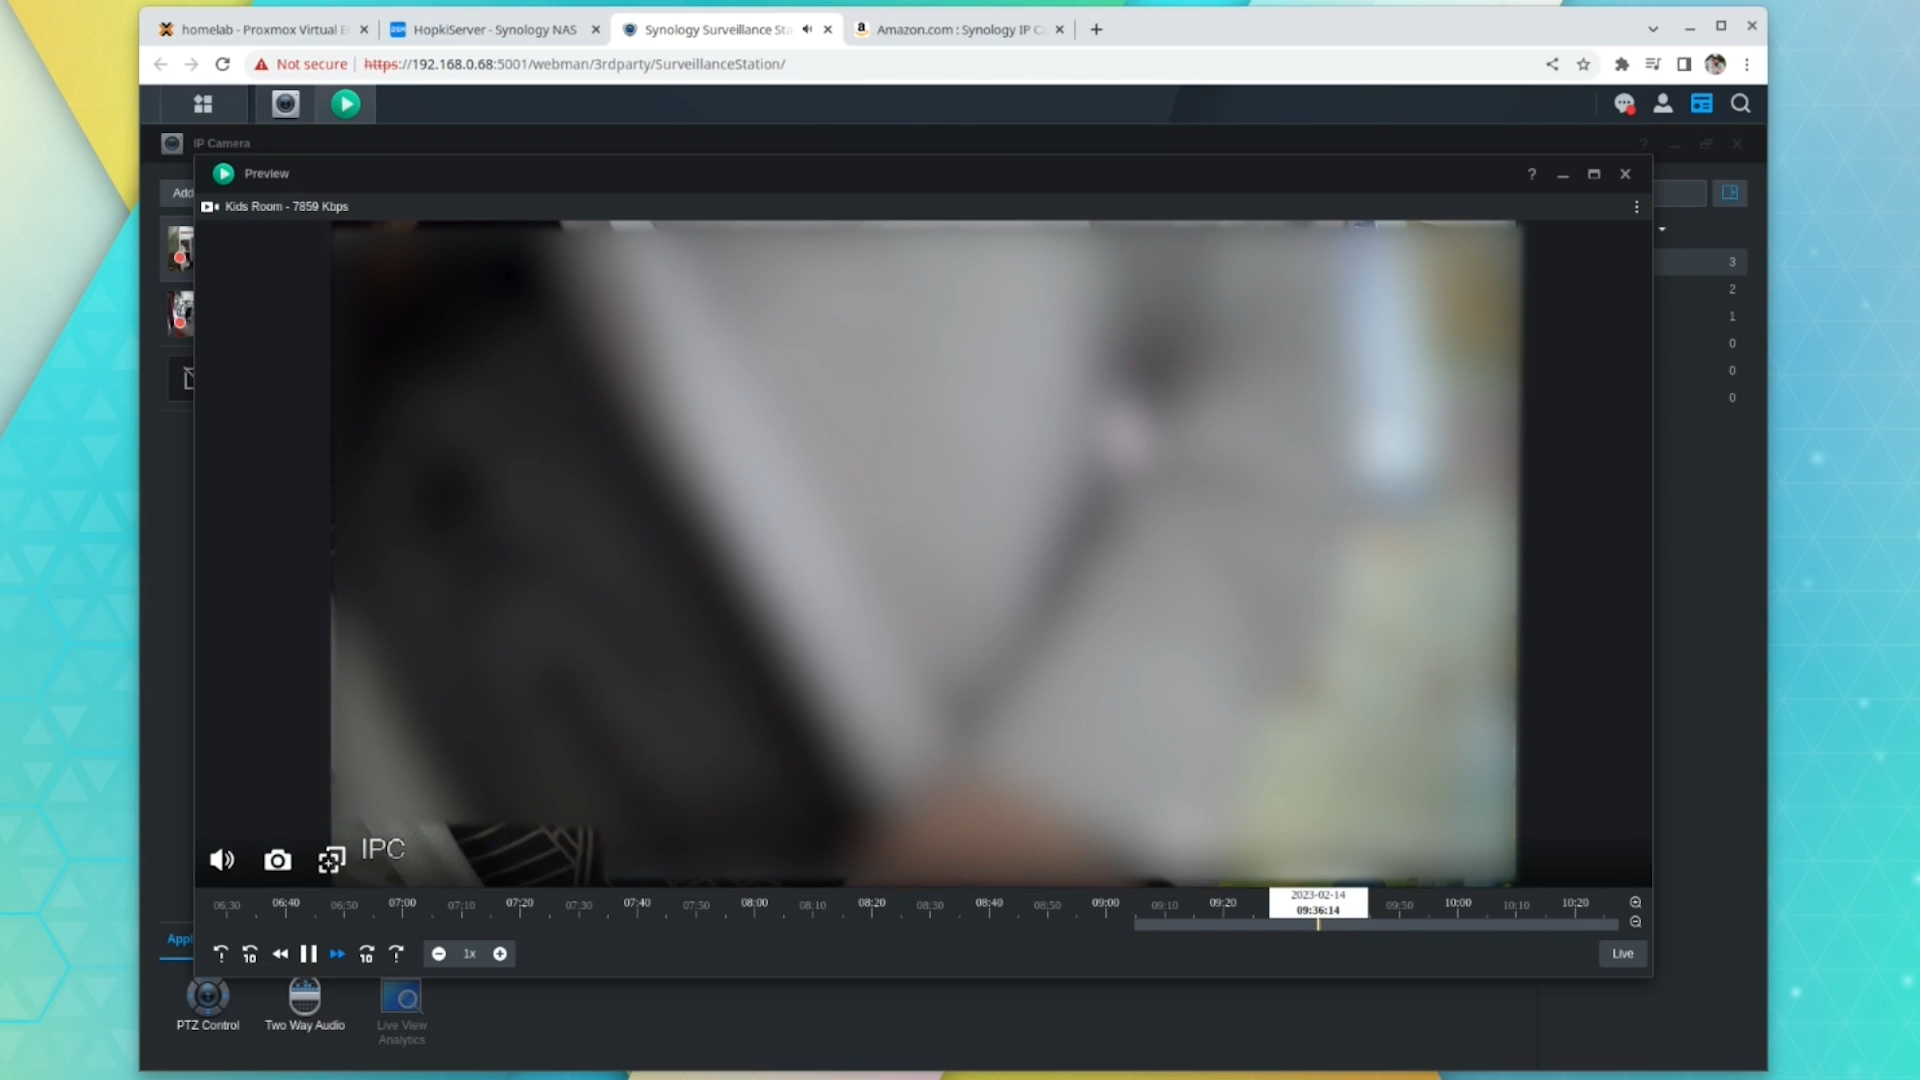 homelab - Proxmox Virtual E
HopkiServer - Synology NAS
Synology Surveillance Sta
Amazon.com : Synology IP C
Not secure
https://192.168.0.68:5001/webman/3rdparty/SurveillanceStation/
IP Camera
Preview
Add
Kids Room - 7859 Kbps
3
2
1
0
0
0
IPC
06:30 06:40 06:50 07:00 07:10 07:20 07:30 07:40 07:50 08:00 08:10 08:20 08:30 08:40 08:50 09:00 09:10 09:20 2023-02-14 09:50 10:00 10:10 10:20
09:36:14
Appl
10
10
1x
Live
PTZ Control
Two Way Audio
Live View
Analytics